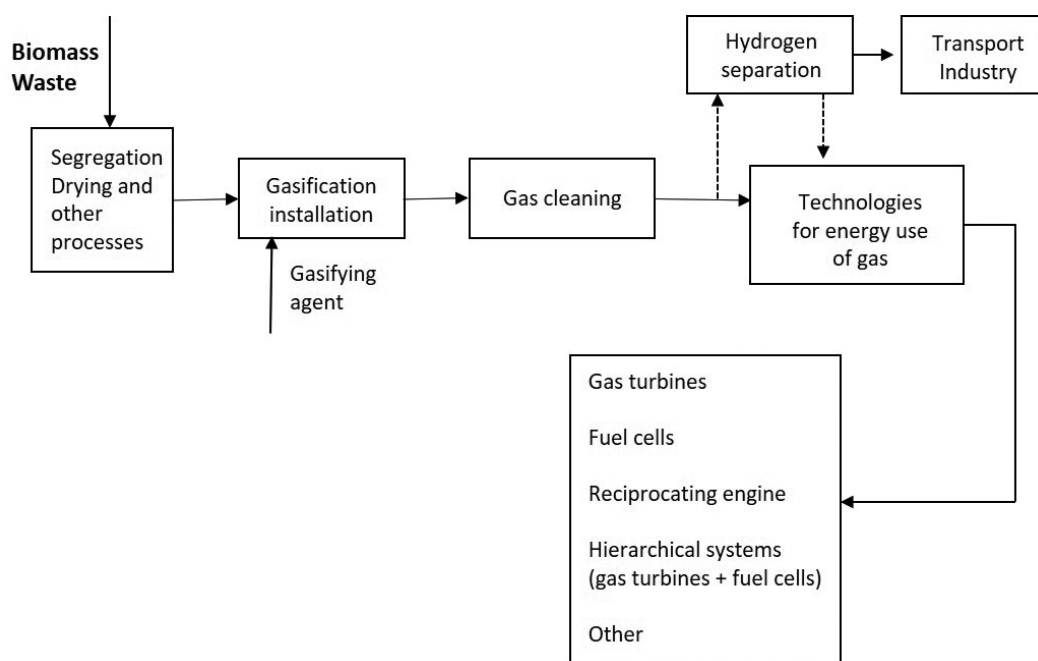 Biomass
Waste
Segregation
Drying and
other
processes
Gasification
installation
Gasifying
agent
Gas cleaning
Hydrogen
separation
Transport
Industry
Technologies
for energy use
of gas
Gas turbines
Fuel cells
Reciprocating engine
Hierarchical systems
(gas turbines + fuel cells)
Other